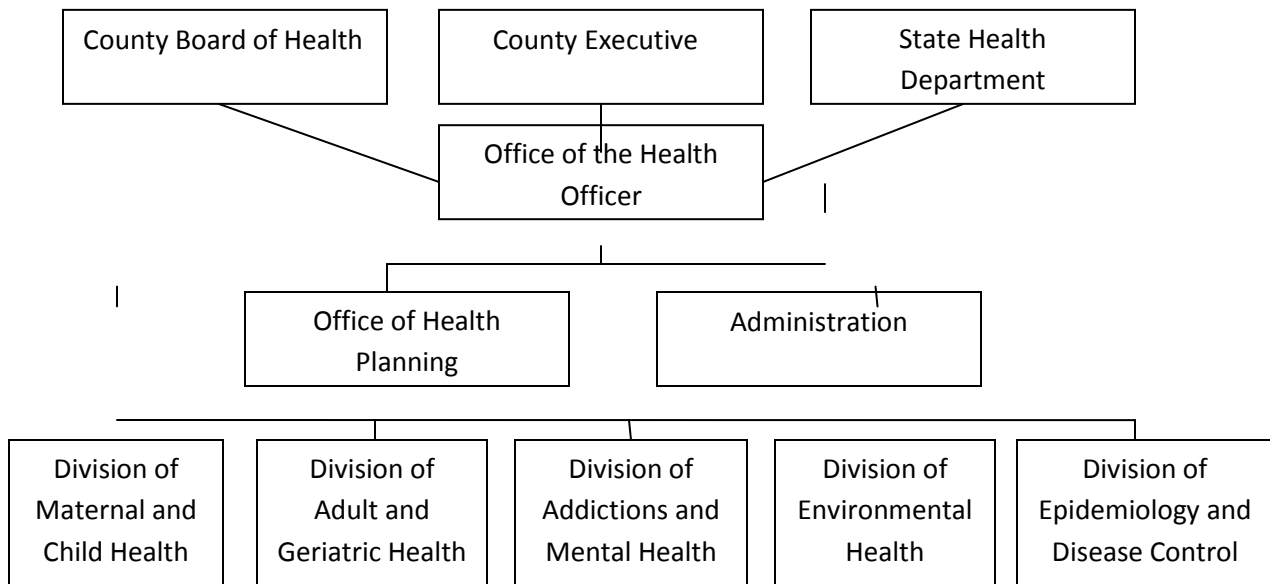 County Board of Health
County Executive
State Health
Department
Office of the Health
Officer
Office of Health
Planning
Administration
Division of
Maternal and
Child Health
Division of
Adult and
Geriatric Health
Division of
Addictions and
Mental Health
Division of
Environmental
Health
Division of
Epidemiology and
Disease Control